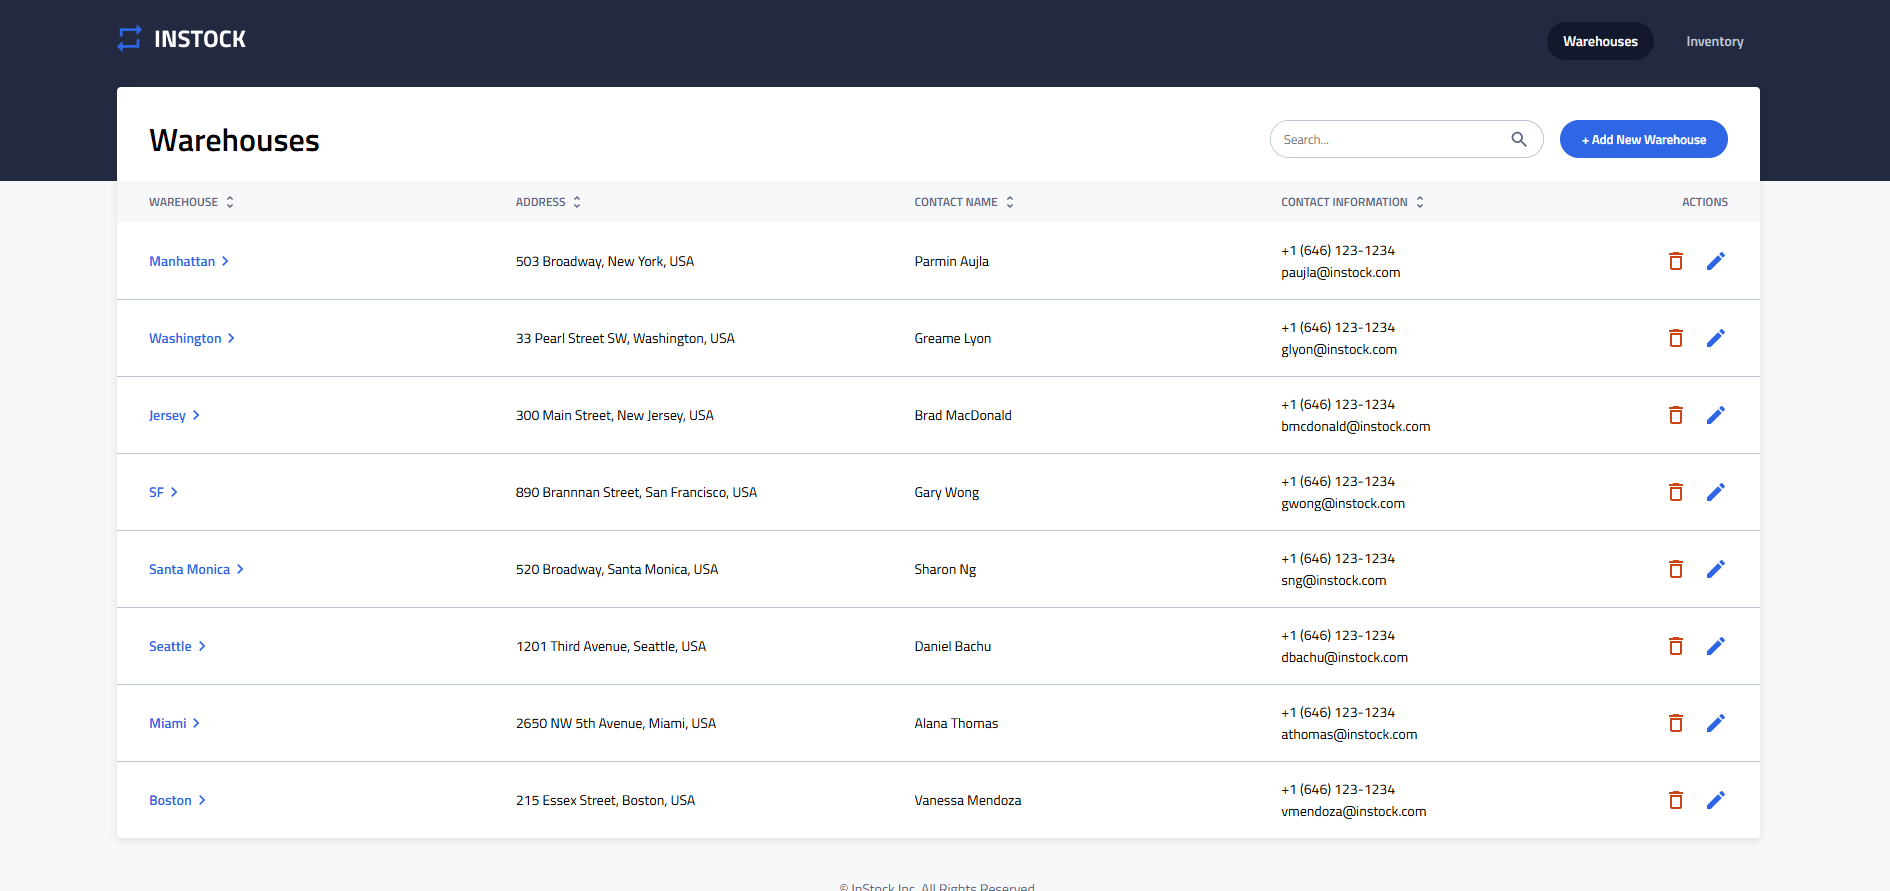 INSTOCK
Warehouses
Inventory
Warehouses
Search...
+ Add New Warehouse
WAREHOUSE ADDRESS CONTACT NAME CONTACT INFORMATION ACTIONS
Manhattan 503 Broadway, New York, USA Parmin Aujla +1 (646) 123-1234
paujla@instock.com
Washington 33 Pearl Street SW, Washington, USA Greame Lyon +1 (646) 123-1234
glyon@instock.com
Jersey 300 Main Street, New Jersey, USA Brad MacDonald +1 (646) 123-1234
bmcdonald@instock.com
SF 890 Brannnan Street, San Francisco, USA Gary Wong +1 (646) 123-1234
gwong@instock.com
Santa Monica 520 Broadway, Santa Monica, USA Sharon Ng +1 (646) 123-1234
sng@instock.com
Seattle 1201 Third Avenue, Seattle, USA Daniel Bachu +1 (646) 123-1234
dbachu@instock.com
Miami 2650 NW 5th Avenue, Miami, USA Alana Thomas +1 (646) 123-1234
athomas@instock.com
Boston 215 Essex Street, Boston, USA Vanessa Mendoza +1 (646) 123-1234
vmendoza@instock.com
© InStock Inc. All Rights Reserved.